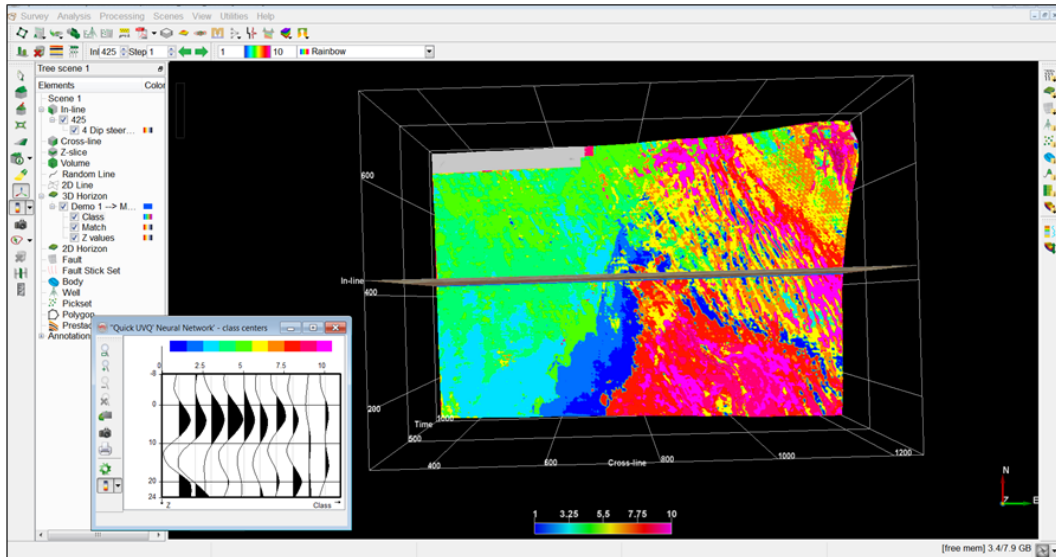 Survey Analysis Processing Scenes View Utilities Help
Inl 425 Step 1 1 10 Rainbow
Tree scene 1
Elements Color
Scene 1
In-line
425
4 Dip steer...
Cross-line
Z-slice
Volume
Random Line
2D Line
3D Horizon
Demo 1 --> M...
Class
Match
Z values
2D Horizon
Fault
Fault Stick Set
Body
Well
Pickset
Polygon
Prestac
Annotation
600
In-line
400
200
Time
1000
500
400
600
Cross-line
800
1000
1200
'Quick UVQ' Neural Network' - class centers
0 2.5 5 7.5 10
-8
0
10
20
24
Z
Class
1 3.25 5.5 7.75 10
N
Z
E
[free mem] 3.4/7.9 GB